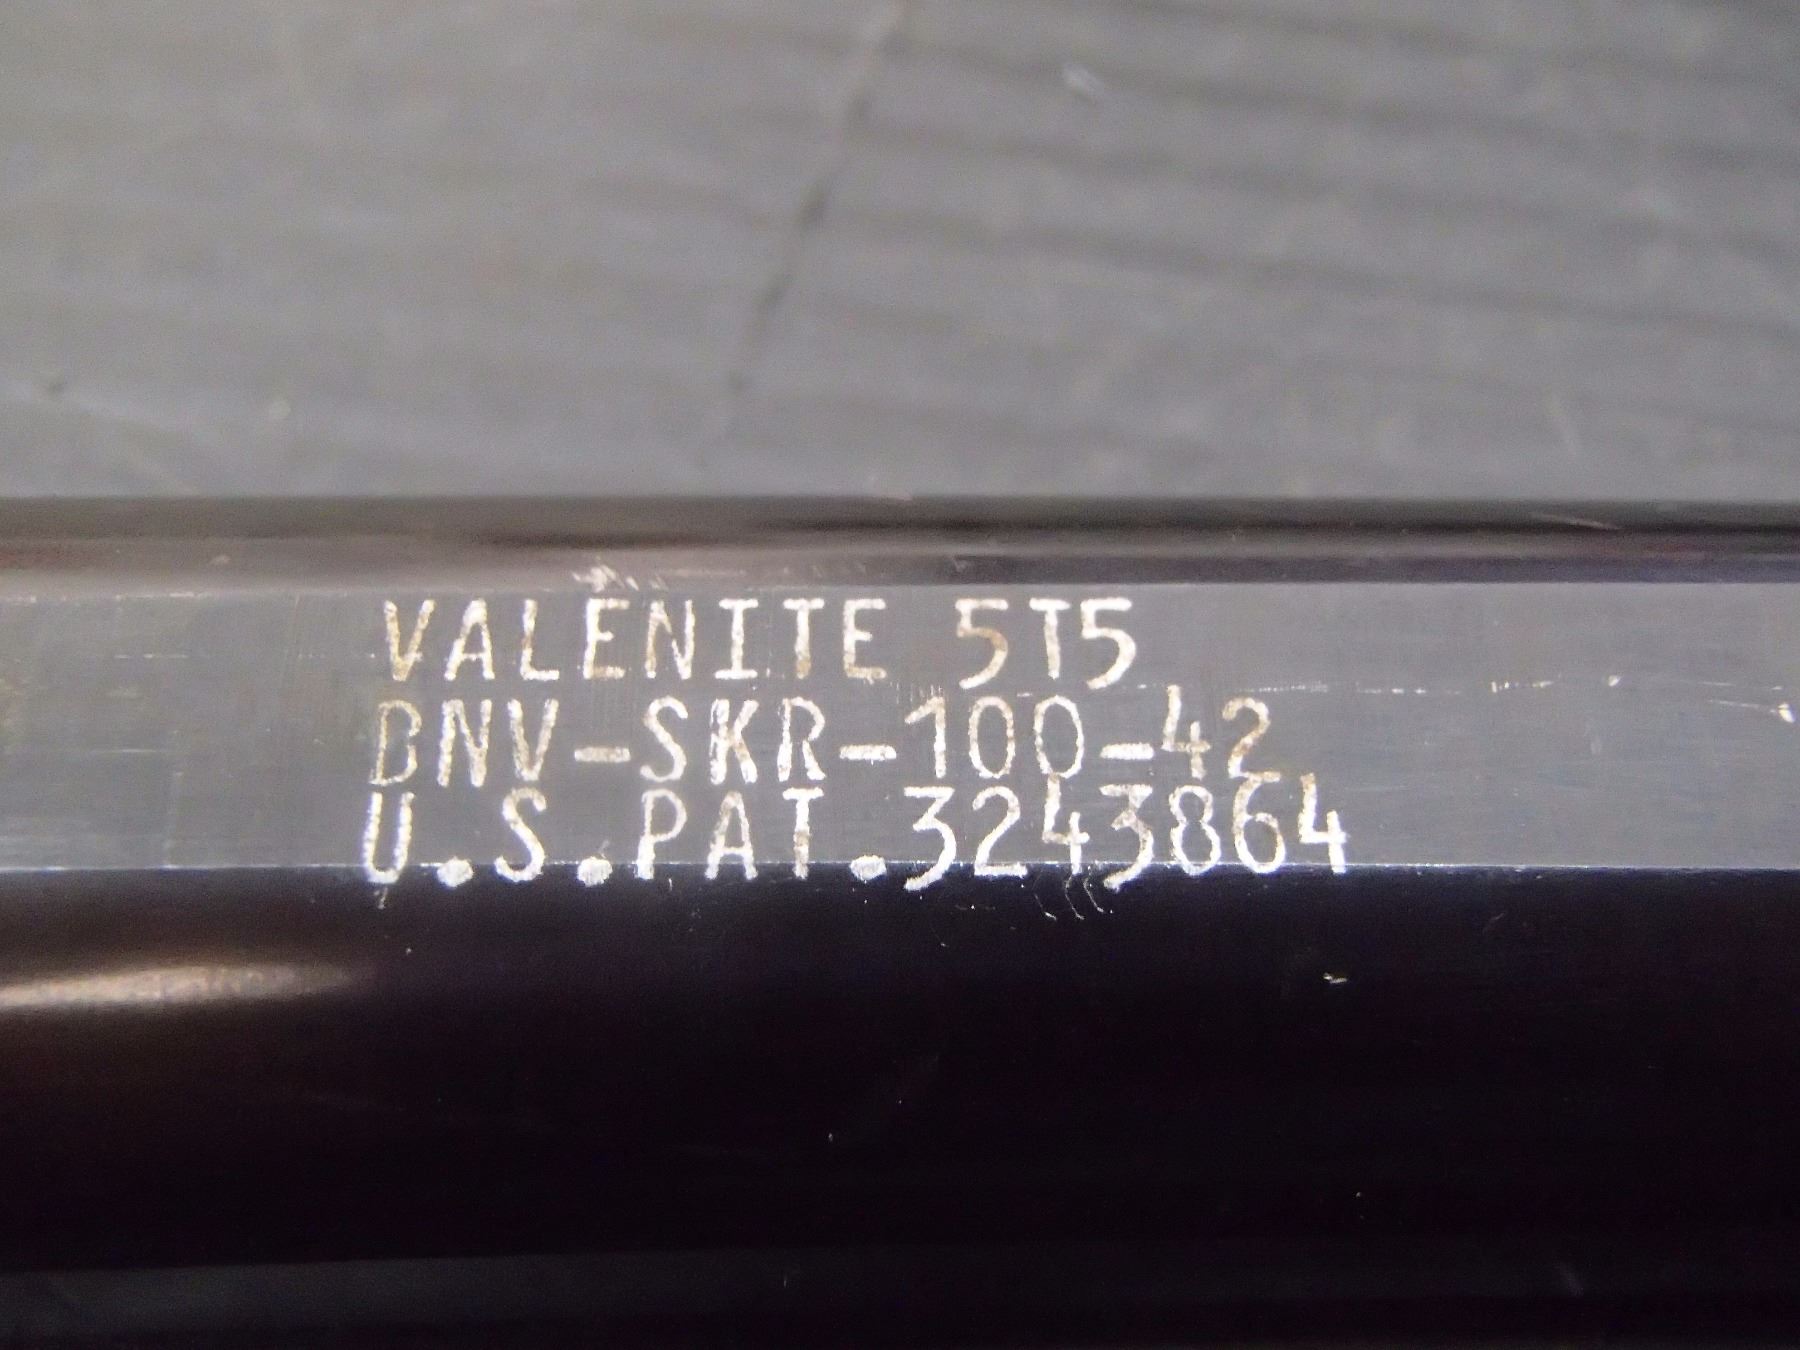 VALENITE 5T5
BNV-SKR-100-42
U.S.PAT.3243864